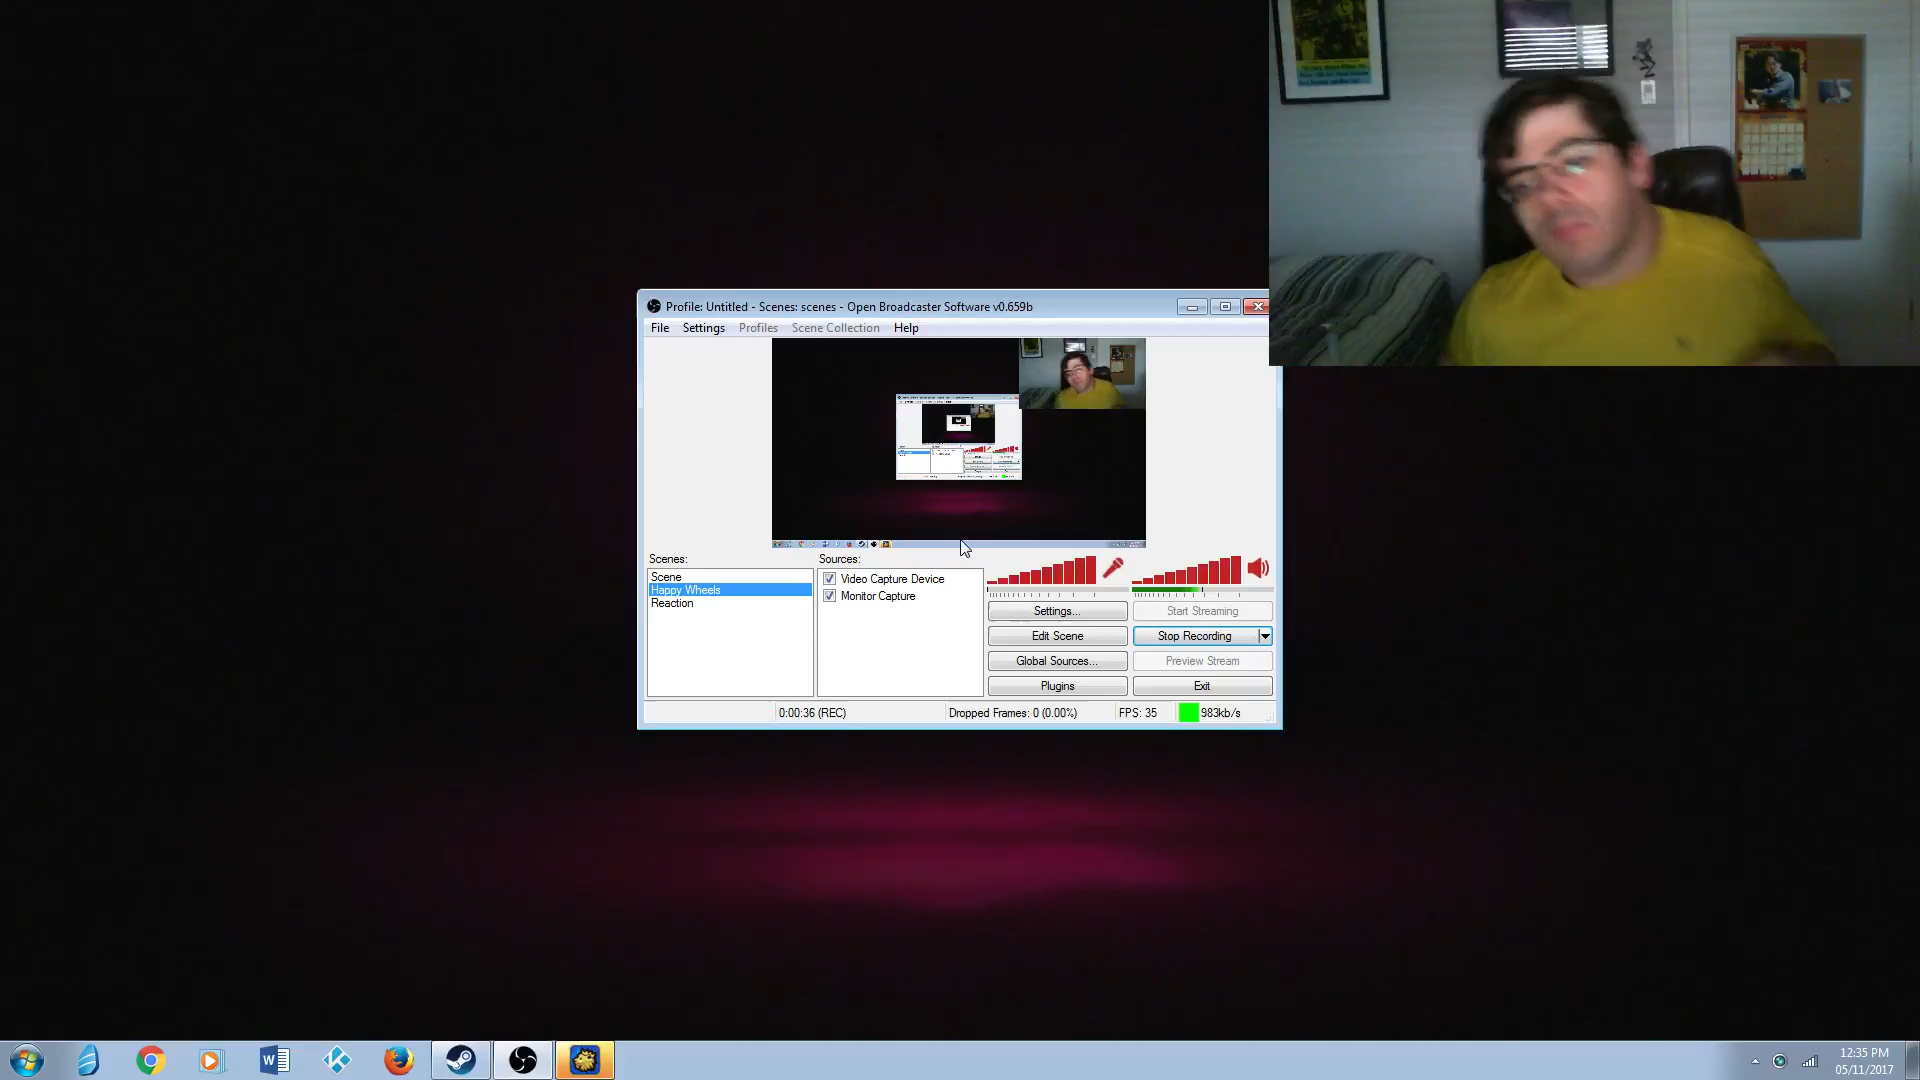 Profile: Untitled - Scenes: scenes - Open Broadcaster Software v0.659b
File Settings Profiles Scene Collection Help
Scenes:
Scene
Happy Wheels
Reaction
Sources:
Video Capture Device
Monitor Capture
Settings...
Start Streaming
Edit Scene
Stop Recording
Global Sources...
Preview Stream
Plugins
Exit
0:00:36 (REC)
Dropped Frames: 0 (0.00%)
FPS: 35
983kb/s
12:35 PM
05/11/2017